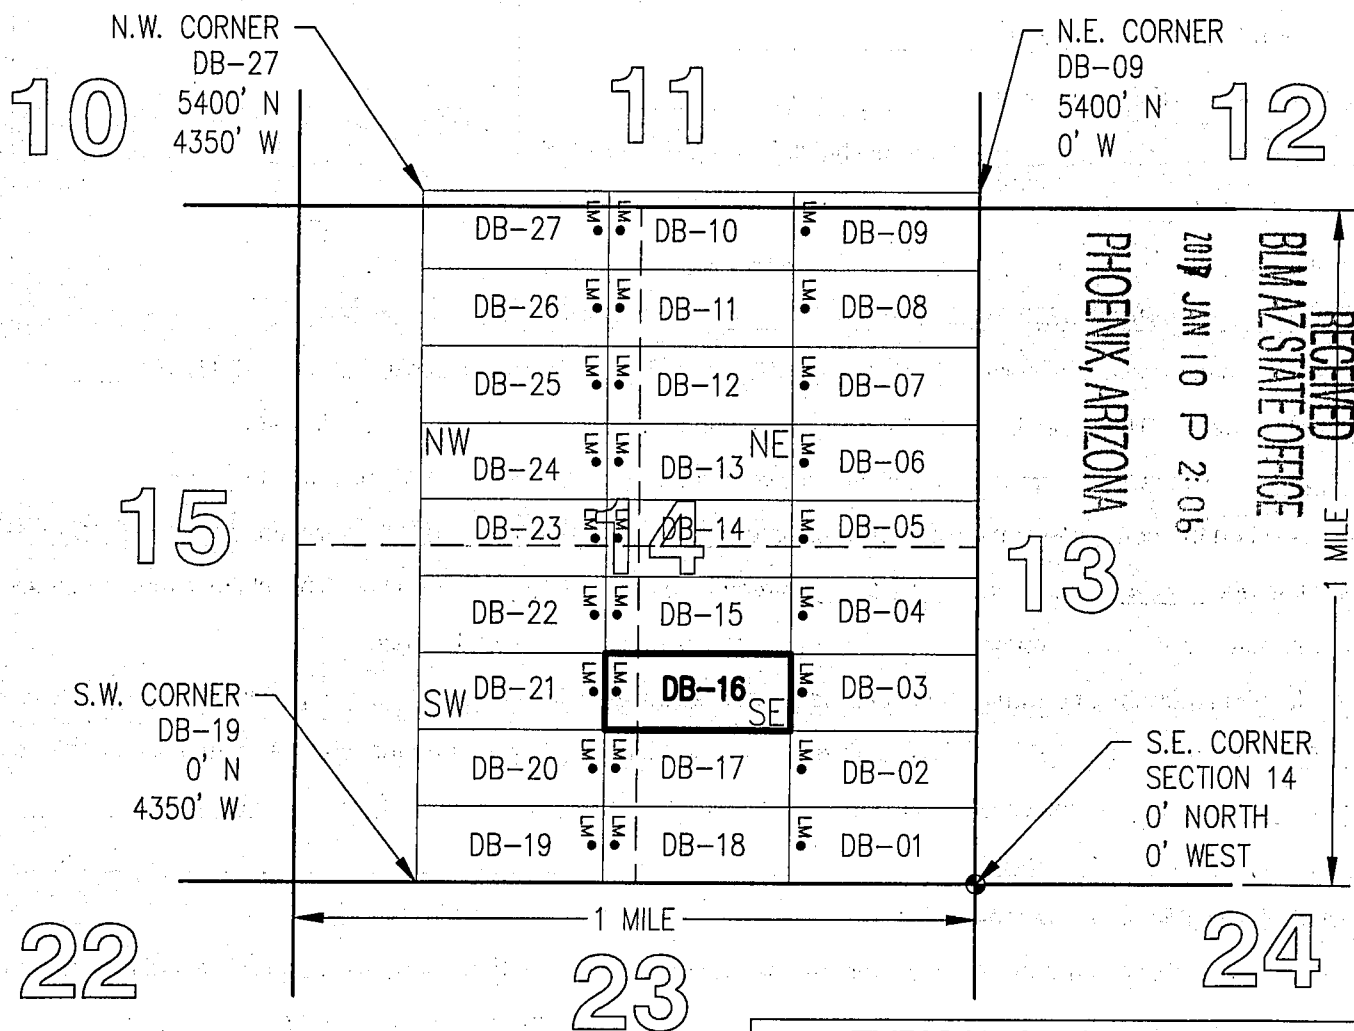 N.W. CORNER
DB-27
5400' N
4350' W
N.E. CORNER
DB-09
5400' N
0' W
10
11
12
LM LM LM
DB-27 DB-10 DB-09
LM LM LM
DB-26 DB-11 DB-08
LM LM LM
DB-25 DB-12 DB-07
NW LM LM NE LM
DB-24 DB-13 DB-06
LM LM LM
DB-23 DB-14 DB-05
15
14
13
LM LM LM
DB-22 DB-15 DB-04
LM LM LM
SW DB-21 DB-16 SE DB-03
LM LM LM
DB-20 DB-17 DB-02
LM LM LM
DB-19 DB-18 DB-01
RECEIVED
BLM AZ STATE OFFICE
2017 JAN 10 P 2:06
PHOENIX, ARIZONA
1 MILE
S.W. CORNER
DB-19
0' N
4350' W
S.E. CORNER
SECTION 14
0' NORTH
0' WEST
1 MILE
22
23
24